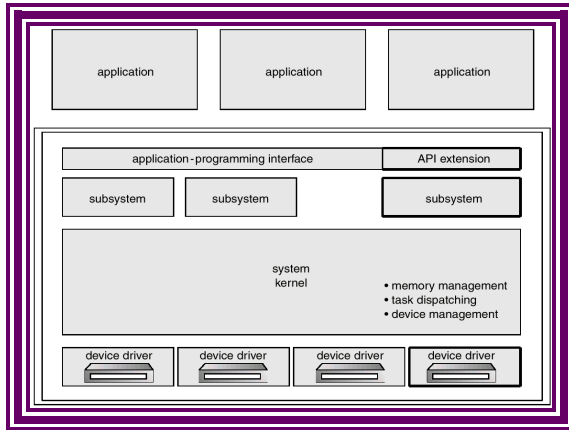 application
application
application
application-programming interface
API extension
subsystem
subsystem
subsystem
system
kernel
• memory management
• task dispatching
• device management
device driver
device driver
device driver
device driver